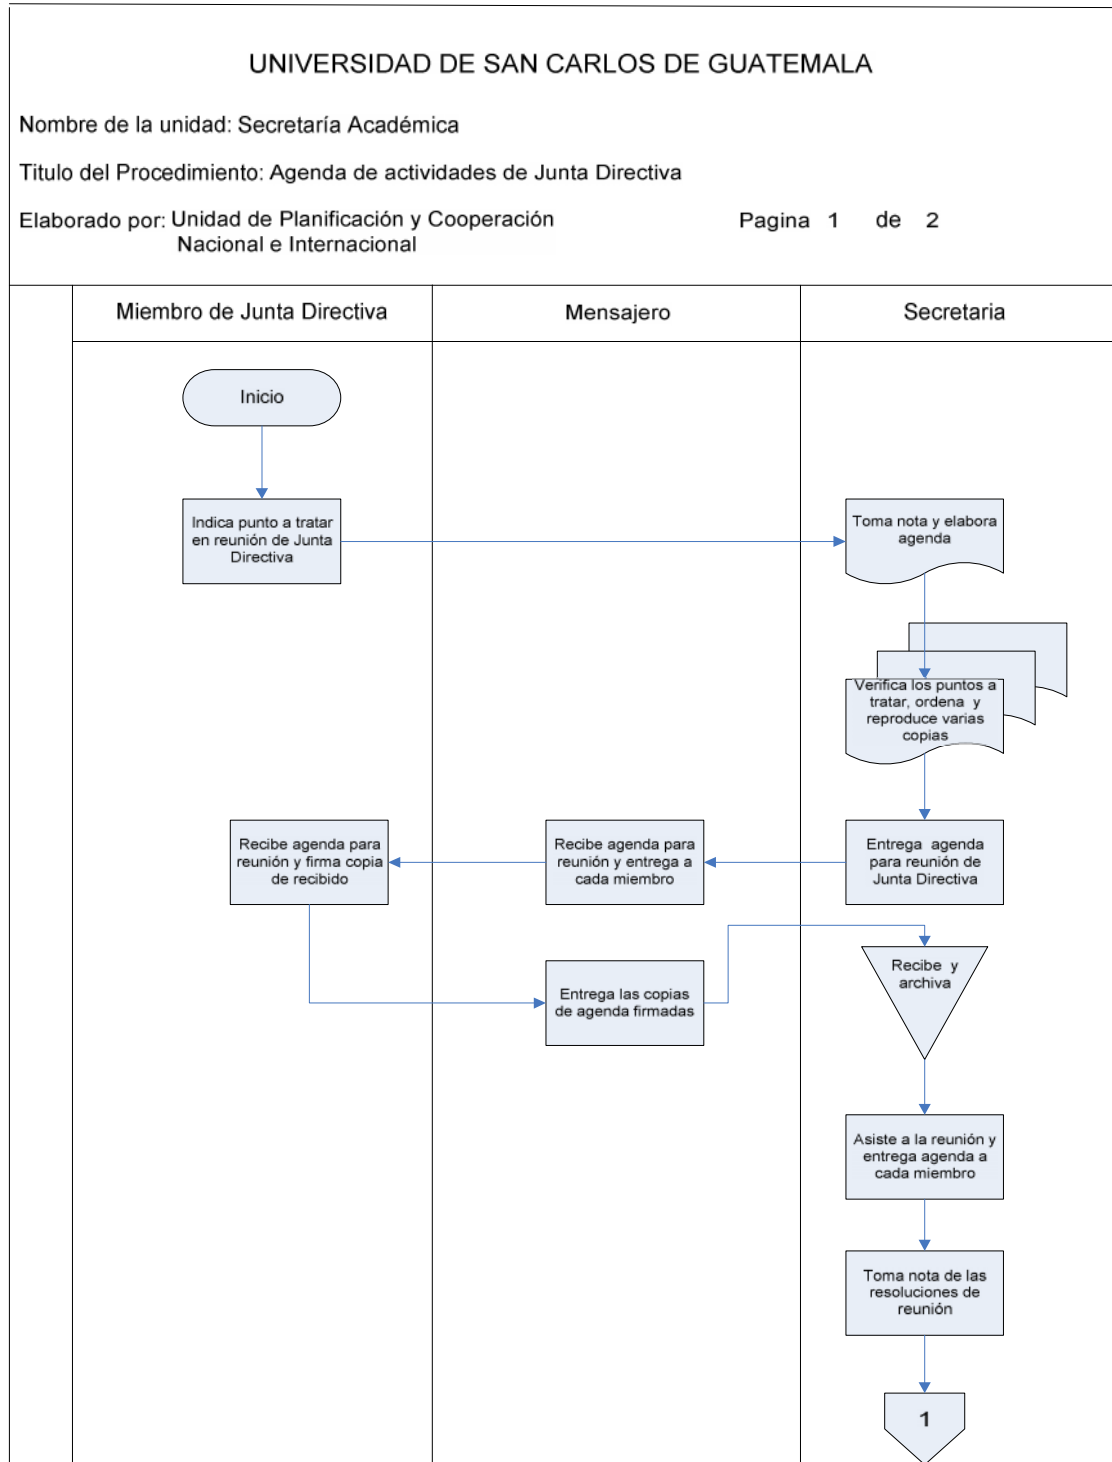 UNIVERSIDAD DE SAN CARLOS DE GUATEMALA
Nombre de la unidad: Secretaría Académica
Titulo del Procedimiento: Agenda de actividades de Junta Directiva
Elaborado por: Unidad de Planificación y Cooperación
Nacional e Internacional
Pagina 1 de 2
Miembro de Junta Directiva
Mensajero
Secretaria
Inicio
Indica punto a tratar
en reunión de Junta
Directiva
Toma nota y elabora
agenda
Verifica los puntos a
tratar, ordena y
reproduce varias
copias
Entrega agenda
para reunión de
Junta Directiva
Recibe agenda para
reunión y entrega a
cada miembro
Recibe agenda para
reunión y firma copia
de recibido
Entrega las copias
de agenda firmadas
Recibe y
archiva
Asiste a la reunión y
entrega agenda a
cada miembro
Toma nota de las
resoluciones de
reunión
1